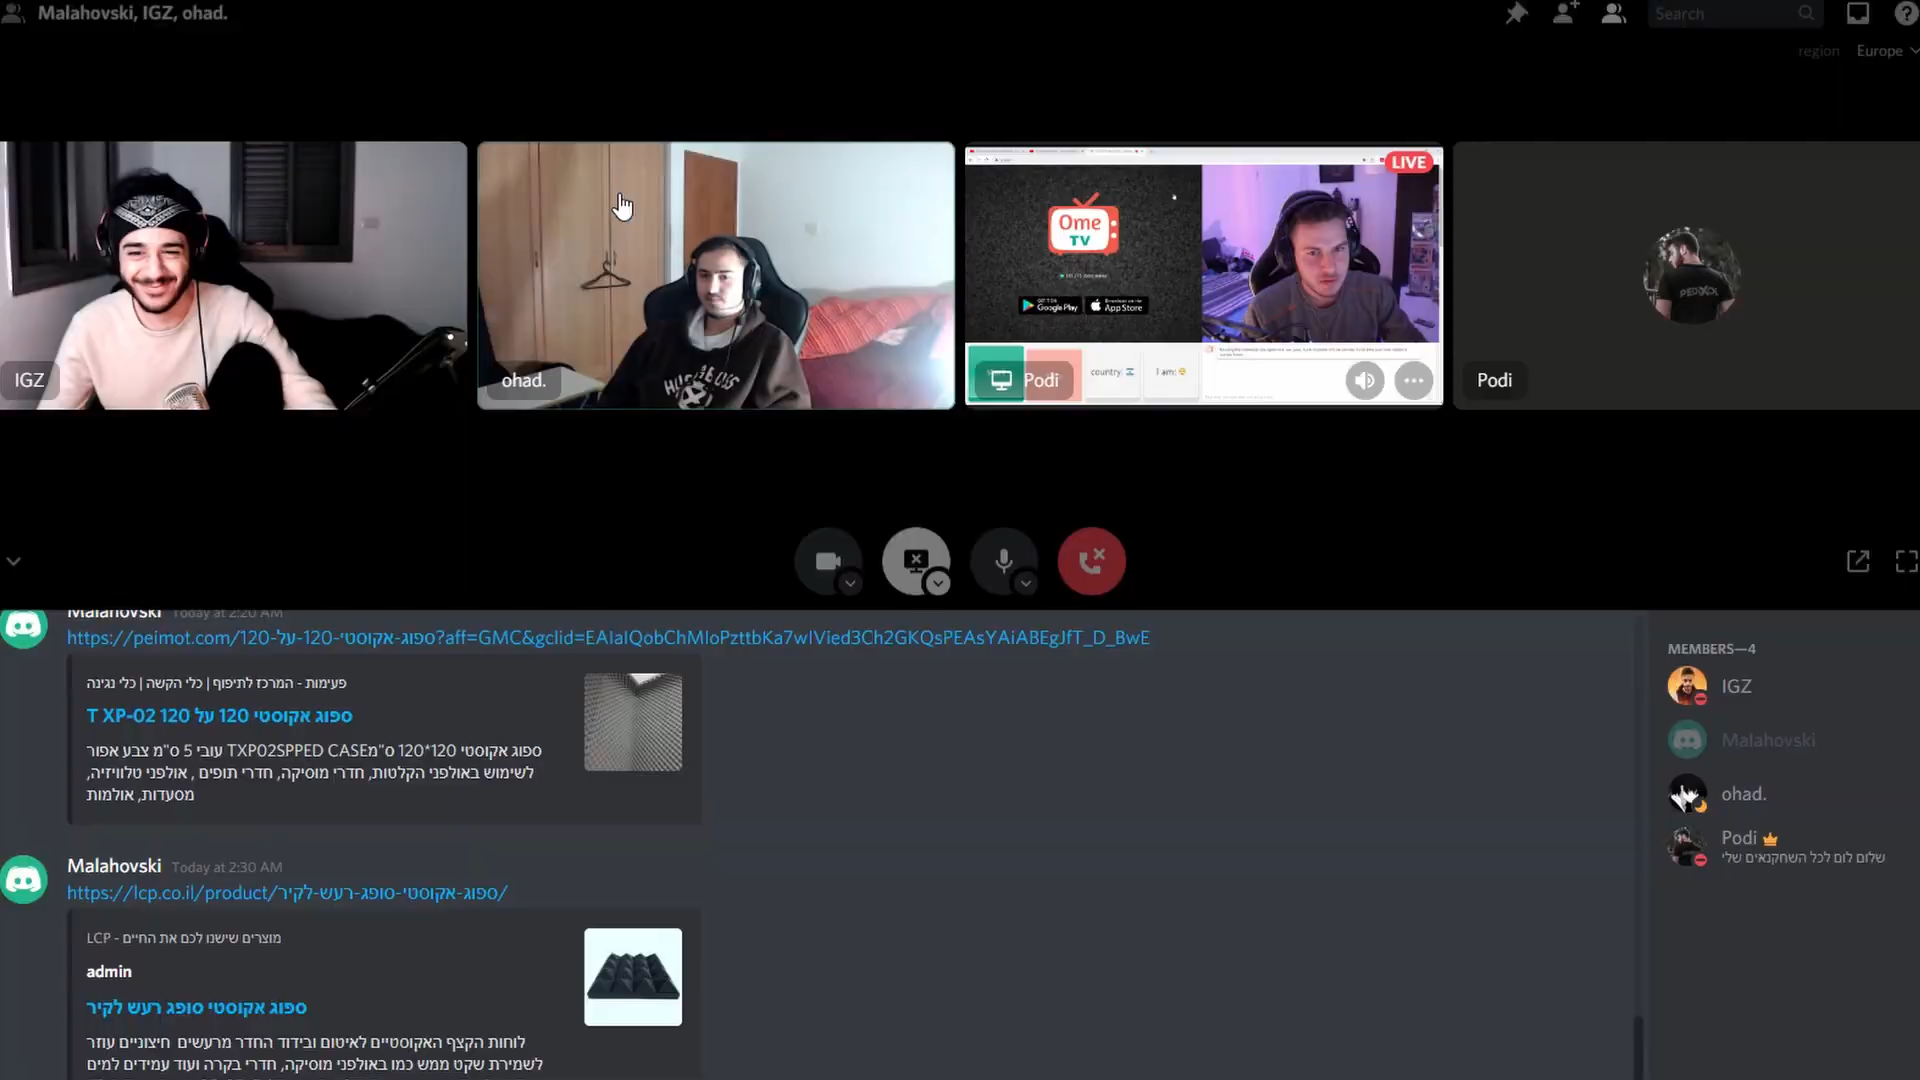 Malahovski, IGZ, ohad.
Search
region Europe
LIVE
Ome
TV
Google Play
App Store
IGZ
ohad.
Podi
country:
I am:
Podi
Malahovski Today at 2:20 AM
https://peimot.com/120-ספוג-אקוסטי-120-על?aff=GMC&gclid=EAIaIQobChMIoPzttbKa7wIVied3Ch2GKQsPEAsYAiABEgJfT_D_BwE
פעימות - המרכז לתיפוף | כלי הקשה | כלי נגינה
ספוג אקוסטי 120 על 120 T XP-02
ספוג אקוסטי 120*120 ס"מTXP02SPPED CASE עובי 5 ס"מ צבע אפור
לשימוש באולפני הקלטות, חדרי מוסיקה, חדרי תופים , אולפני טלוויזיה,
מסעדות, אולמות
Malahovski Today at 2:30 AM
https://lcp.co.il/product/ספוג-אקוסטי-סופג-רעש-לקיר/
LCP - מוצרים שישנו לכם את החיים
admin
ספוג אקוסטי סופג רעש לקיר
לוחות הקצף האקוסטיים לאיטום ובידוד החדר מרעשים חיצוניים עוזר
לשמירת שקט ממש כמו באולפני מוסיקה, חדרי בקרה ועוד עמידים למים
MEMBERS—4
IGZ
Malahovski
ohad.
Podi
שלום לום לכל השחקנאים שלי